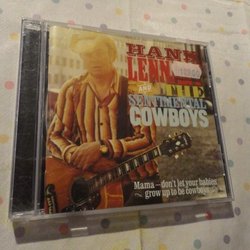 HANK
LENN
AND THE
SENTIMENTAL
COWBOYS
Mama – don't let your babies
~ grow up to be cowboys ~